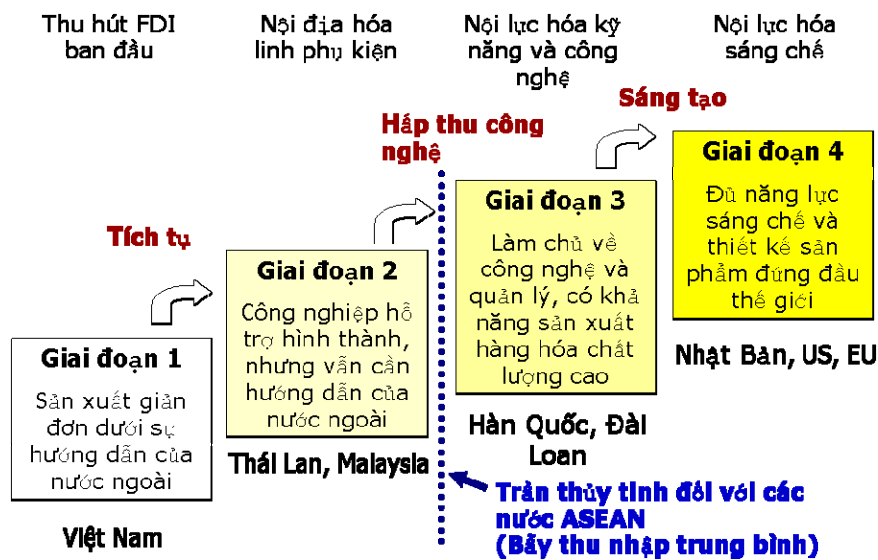 Thu hút FDI
ban đầu
Nội địa hóa
linh phụ kiện
Nội lực hóa kỹ
năng và công
nghệ
Nội lực hóa
sáng chế
Tích tụ
Hấp thu công
nghệ
Sáng tạo
Giai đoạn 1
Sản xuất giản
đơn dưới sự
hướng dẫn của
nước ngoài
Việt Nam
Giai đoạn 2
Công nghiệp hỗ
trợ hình thành,
nhưng vẫn cần
hướng dẫn của
nước ngoài
Thái Lan, Malaysia
Giai đoạn 3
Làm chủ về
công nghệ và
quản lý, có khả
năng sản xuất
hàng hóa chất
lượng cao
Hàn Quốc, Đài
Loan
Giai đoạn 4
Đủ năng lực
sáng chế và
thiết kế sản
phẩm đứng đầu
thế giới
Nhật Bản, US, EU
Trần thủy tinh đối với các
nước ASEAN
(Bẫy thu nhập trung bình)